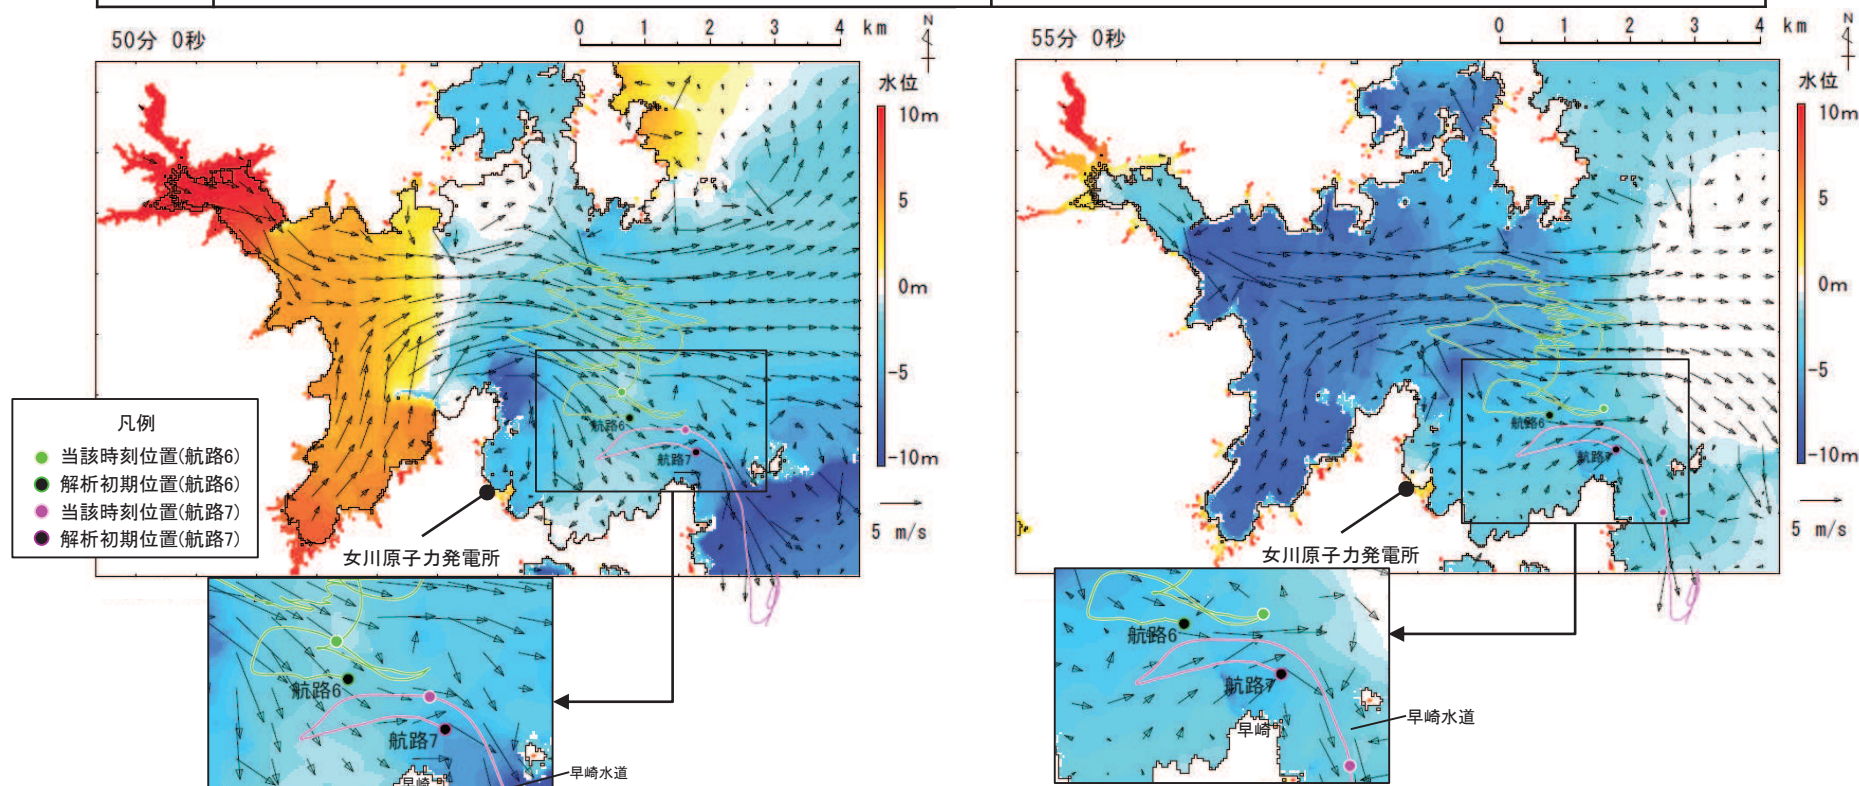 50分 0秒
0 1 2 3 4 km
N
水位
10m
5
0m
-5
-10m
5 m/s
航路6
航路7
女川原子力発電所
凡例
当該時刻位置(航路6)
解析初期位置(航路6)
当該時刻位置(航路7)
解析初期位置(航路7)
航路6
航路7
早崎
早崎水道
55分 0秒
0 1 2 3 4 km
N
水位
10m
5
0m
-5
-10m
5 m/s
航路6
航路7
女川原子力発電所
航路6
航路7
早崎
早崎水道